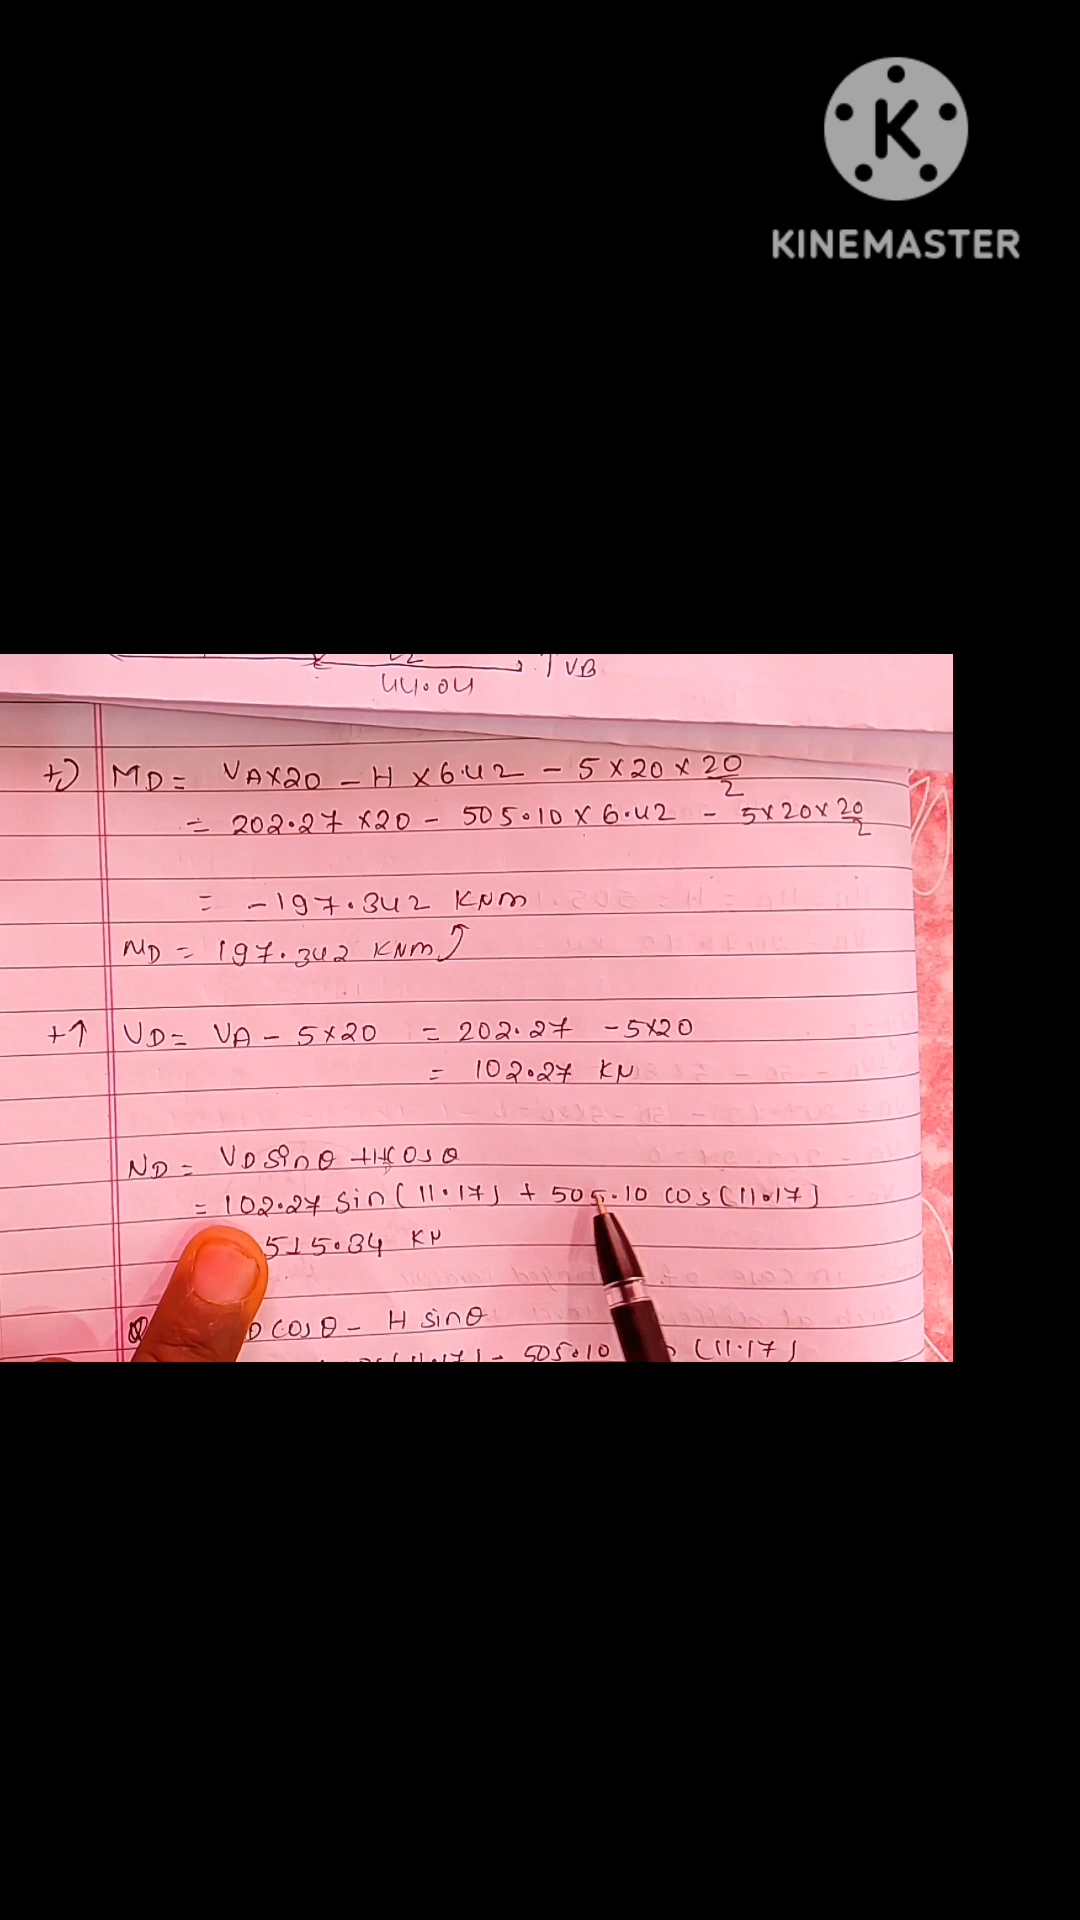 K
KINEMASTER
44.04
VB
+↻ MD = VA×20 - H × 6.42 - 5 × 20 × 20/2
= 202.27 ×20 - 505.10 × 6.42 - 5×20×20/2
= -197.342 KNm
MD = 197.342 KNm
+↑ VD = VA - 5×20 = 202.27 - 5×20
= 102.27 KN
ND = VD sinθ + H cosθ
= 102.27 sin(11.17) + 505.10 cos(11.17)
515.34 KN
D cosθ - H sinθ
(11.17) - 505.10 (11.17)